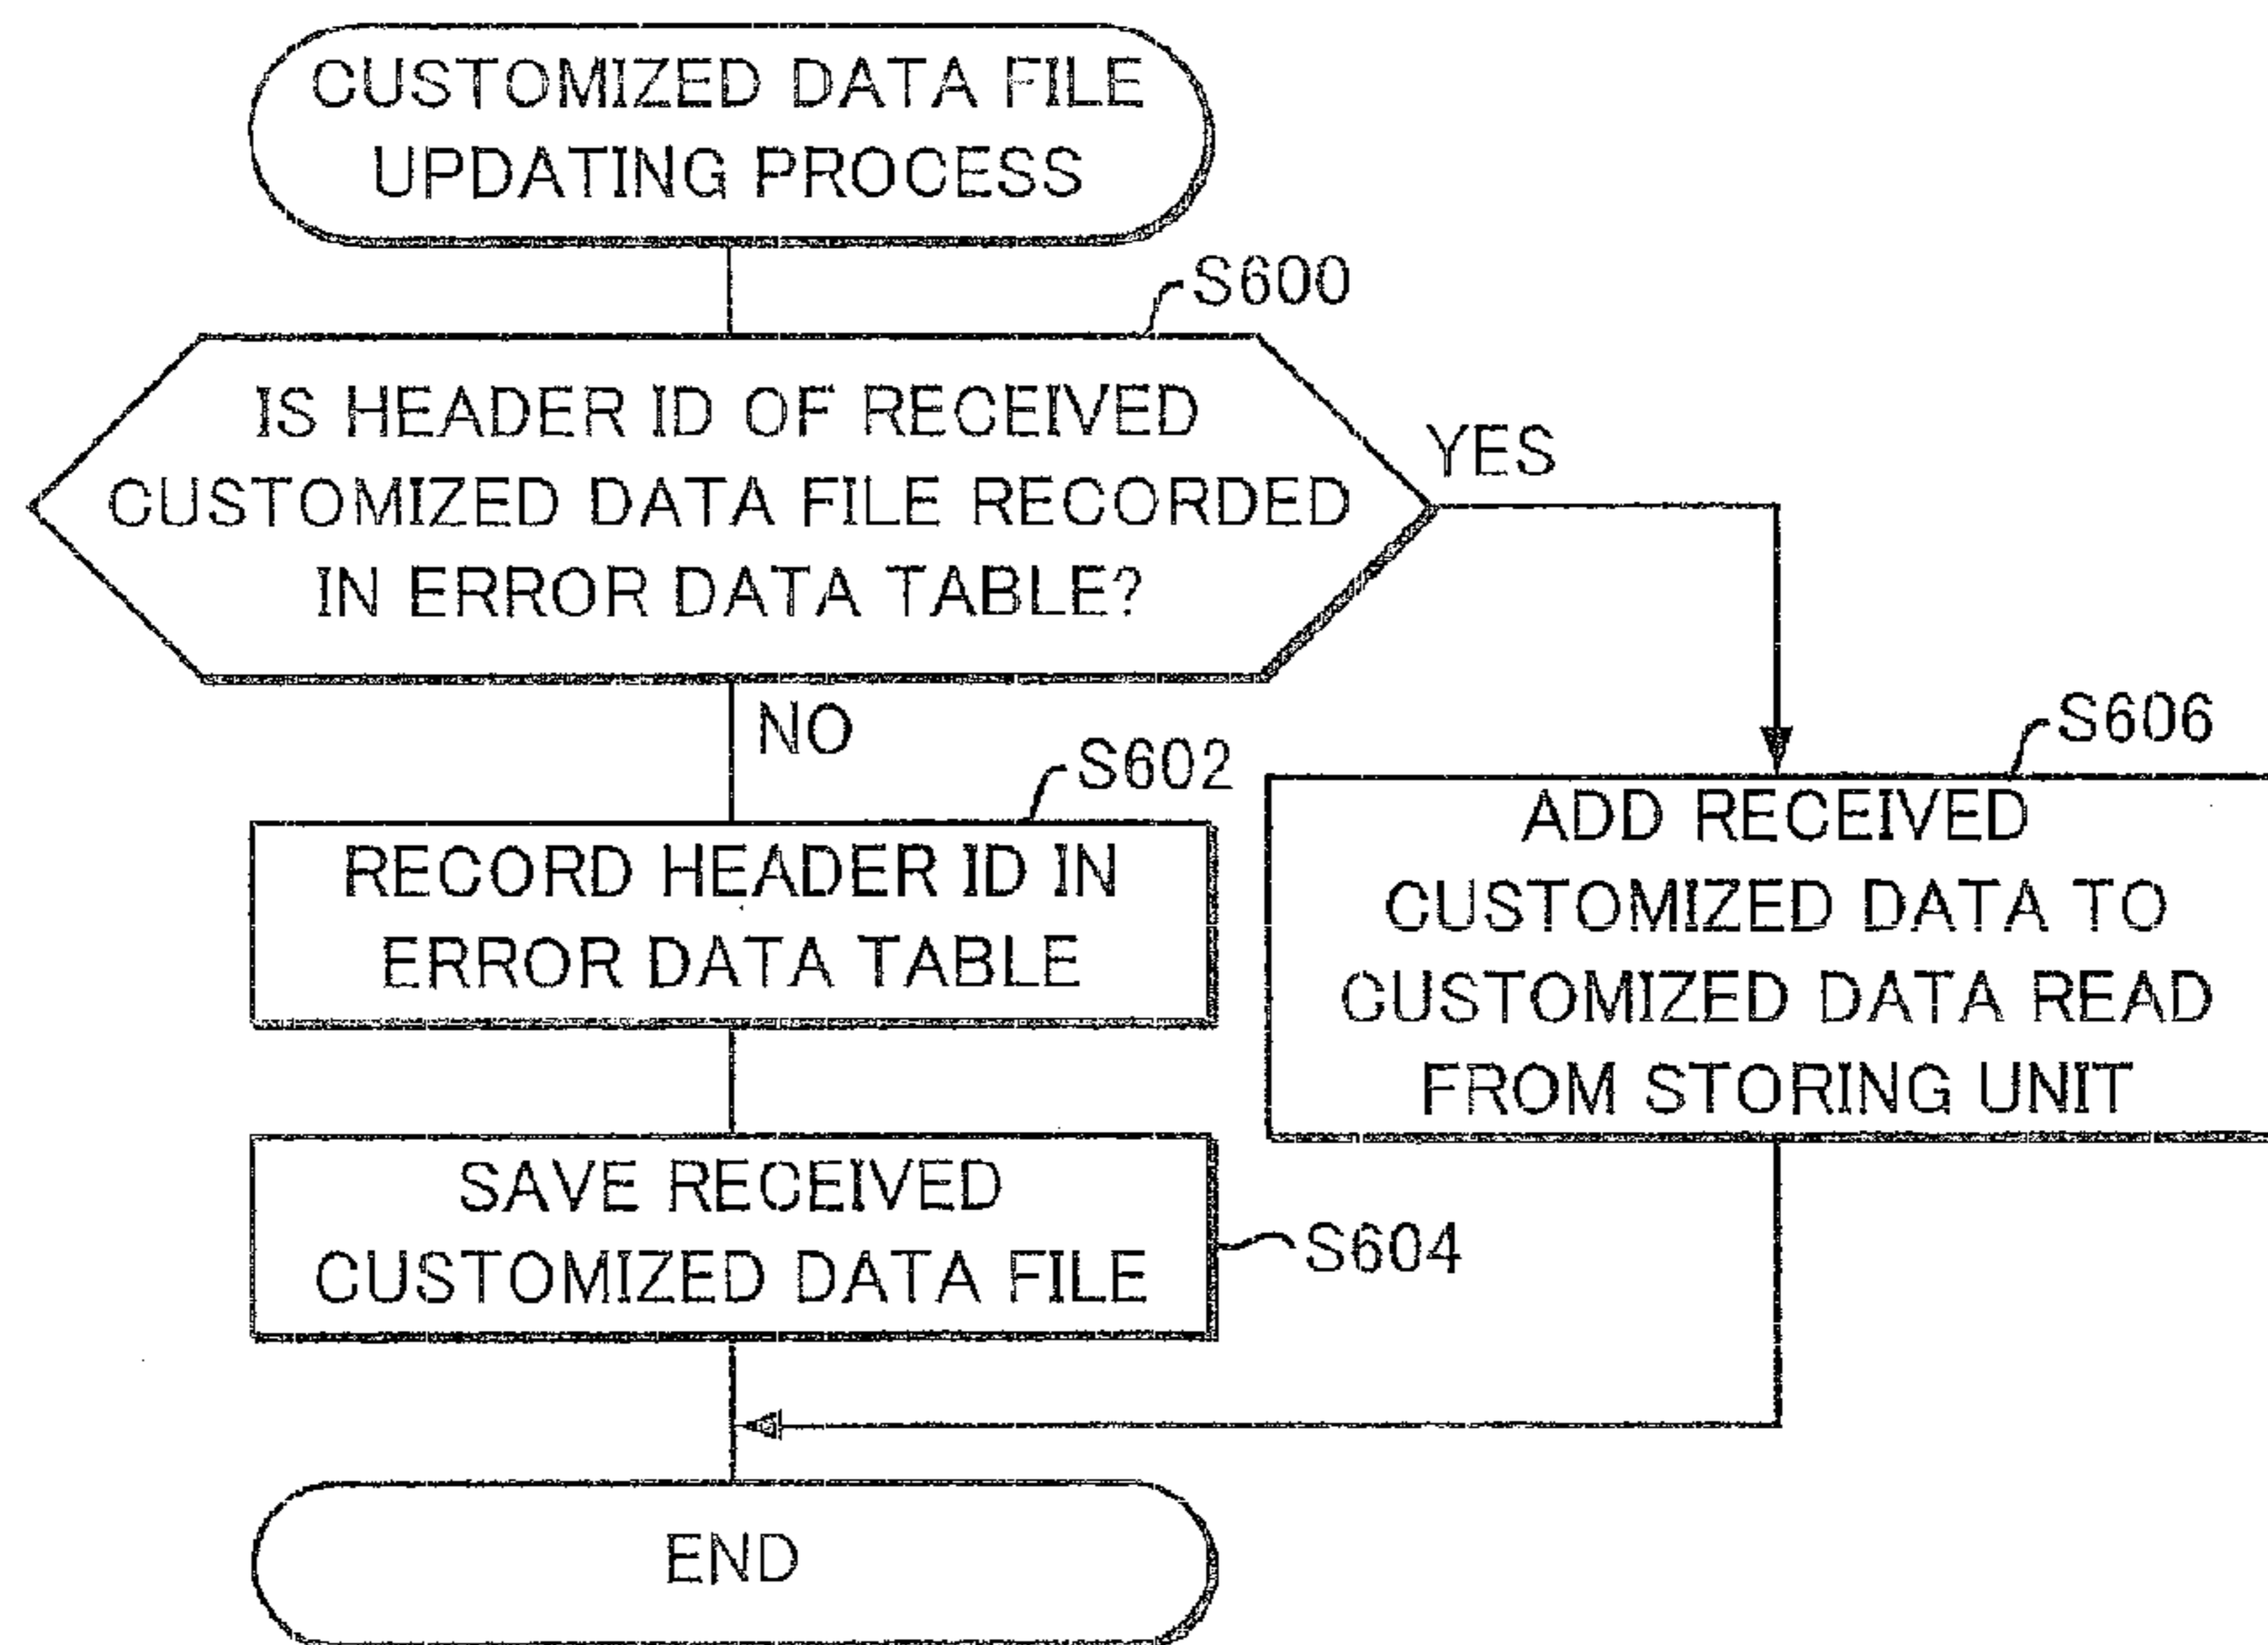 CUSTOMIZED DATA FILE
UPDATING PROCESS
S600
IS HEADER ID OF RECEIVED
CUSTOMIZED DATA FILE RECORDED
IN ERROR DATA TABLE?
YES
NO
S602
RECORD HEADER ID IN
ERROR DATA TABLE
S606
ADD RECEIVED
CUSTOMIZED DATA TO
CUSTOMIZED DATA READ
FROM STORING UNIT
SAVE RECEIVED
CUSTOMIZED DATA FILE
S604
END